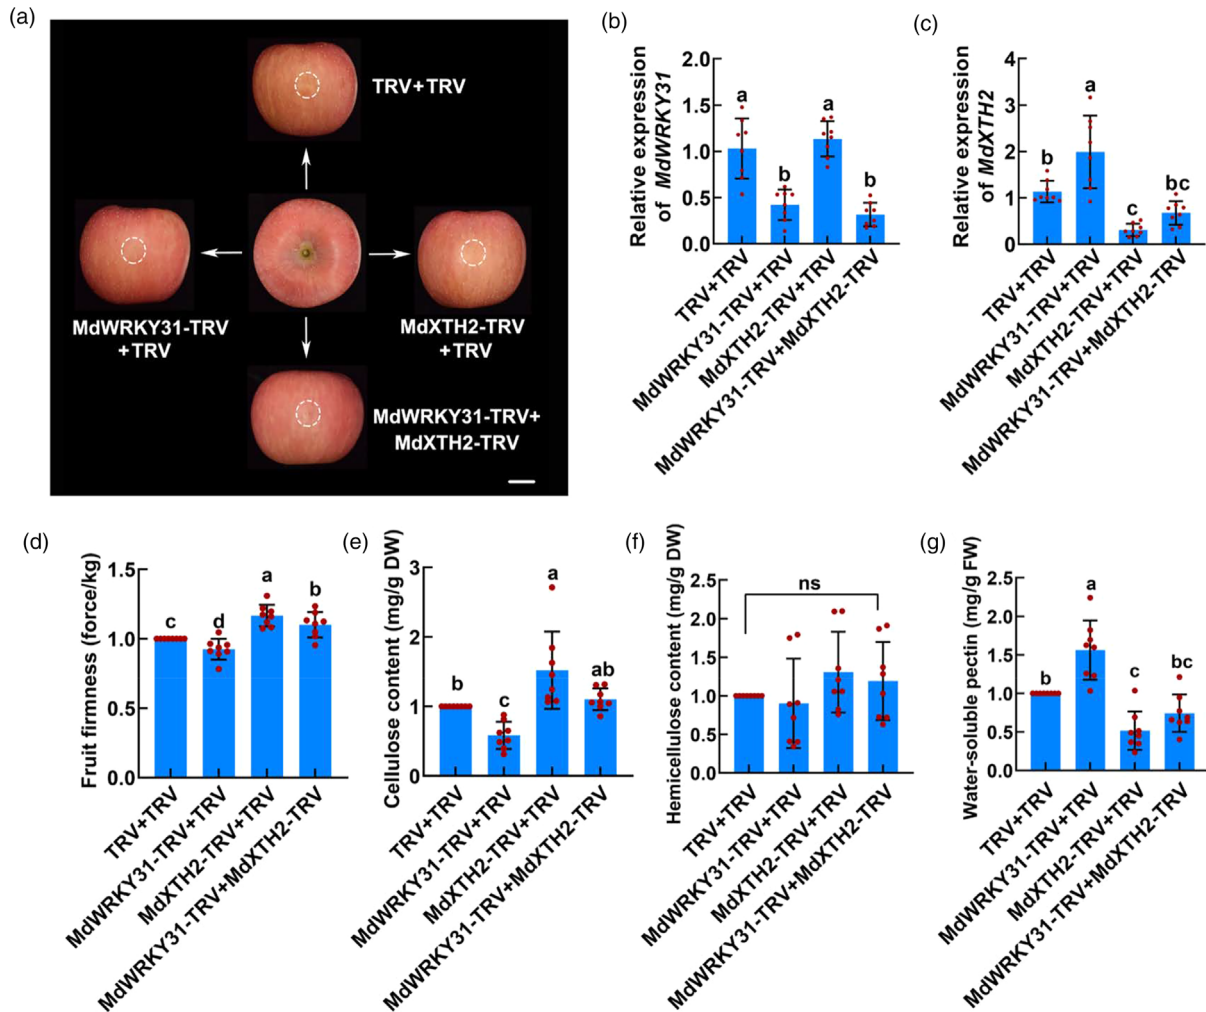 (a)
TRV+TRV
MdWRKY31-TRV
+TRV
MdXTH2-TRV
+TRV
MdWRKY31-TRV+
MdXTH2-TRV
(b)
Relative expression
of MdWRKY31
2.0
1.5
1.0
0.5
0.0
a
b
a
b
TRV+TRV
MdWRKY31-TRV+TRV
MdXTH2-TRV+TRV
MdWRKY31-TRV+MdXTH2-TRV
(c)
Relative expression
of MdXTH2
4
3
2
1
0
b
a
c
bc
TRV+TRV
MdWRKY31-TRV+TRV
MdXTH2-TRV+TRV
MdWRKY31-TRV+MdXTH2-TRV
(d)
Fruit firmness (force/kg)
1.5
1.0
0.5
0.0
c
d
a
b
TRV+TRV
MdWRKY31-TRV+TRV
MdXTH2-TRV+TRV
MdWRKY31-TRV+MdXTH2-TRV
(e)
Cellulose content (mg/g DW)
3
2
1
0
b
c
a
ab
TRV+TRV
MdWRKY31-TRV+TRV
MdXTH2-TRV+TRV
MdWRKY31-TRV+MdXTH2-TRV
(f)
Hemicellulose content (mg/g DW)
2.5
2.0
1.5
1.0
0.5
0.0
ns
TRV+TRV
MdWRKY31-TRV+TRV
MdXTH2-TRV+TRV
MdWRKY31-TRV+MdXTH2-TRV
(g)
Water-soluble pectin (mg/g FW)
2.5
2.0
1.5
1.0
0.5
0.0
b
a
c
bc
TRV+TRV
MdWRKY31-TRV+TRV
MdXTH2-TRV+TRV
MdWRKY31-TRV+MdXTH2-TRV